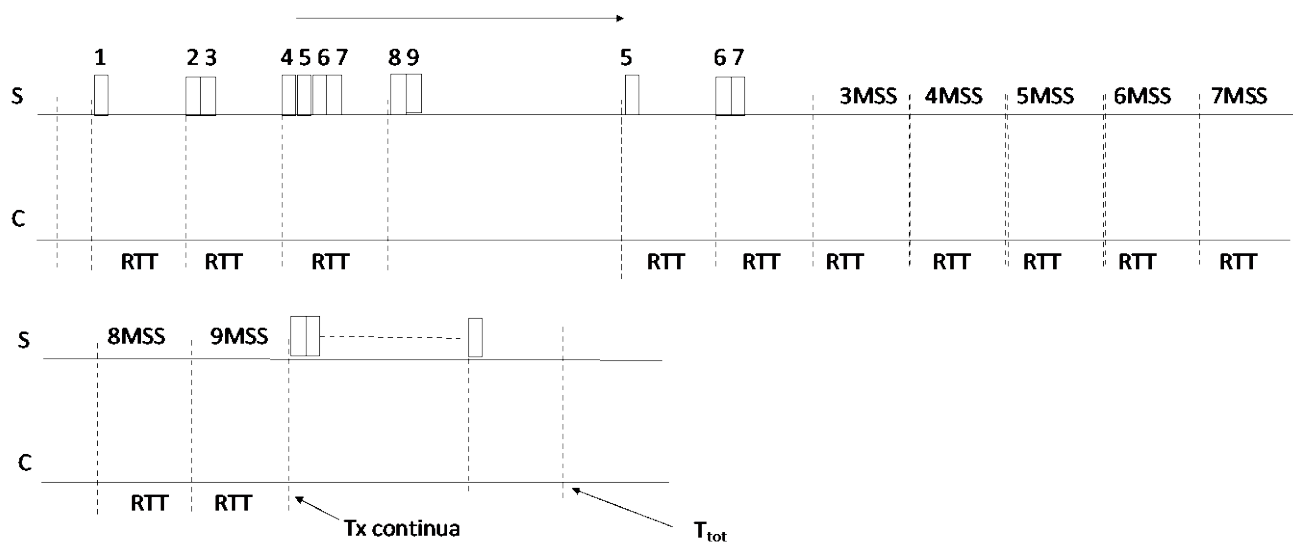 1 2 3 4 5 6 7 8 9 5 6 7
S 3MSS 4MSS 5MSS 6MSS 7MSS
C
RTT RTT RTT RTT RTT RTT RTT RTT RTT RTT
S 8MSS 9MSS
C
RTT RTT
Tx continua
Ttot